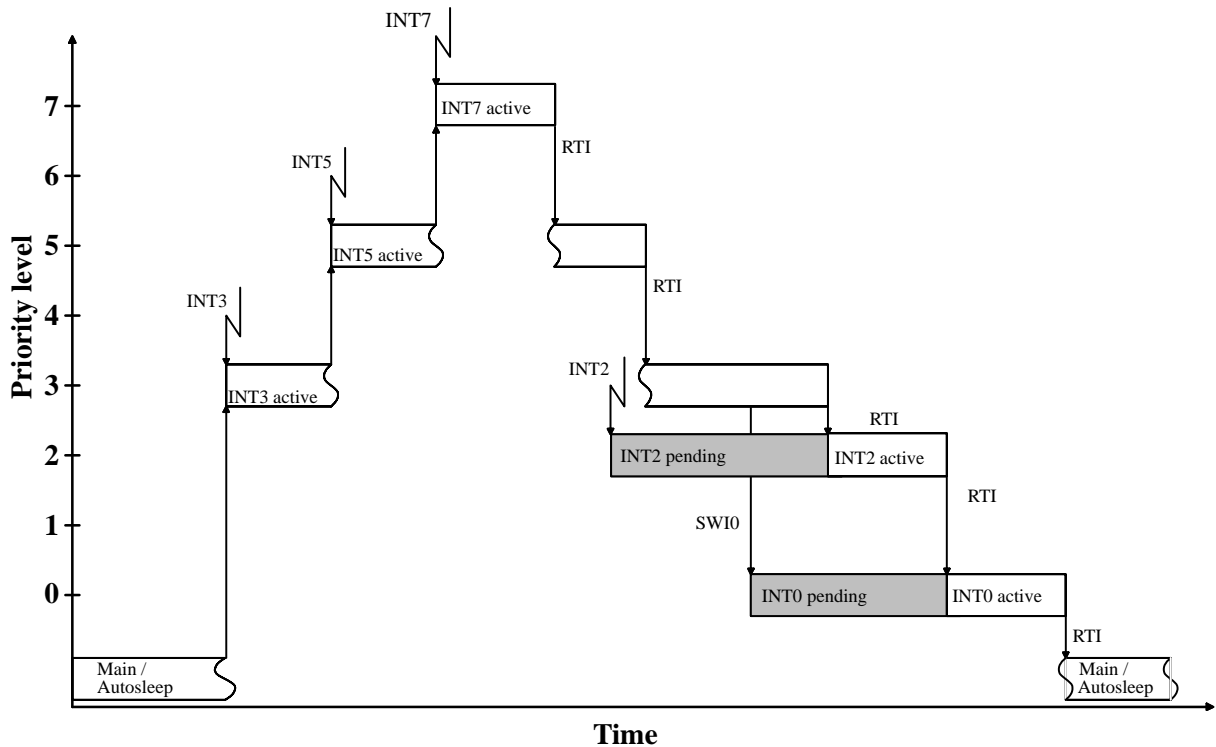 INT7
7
INT7 active
INT5
RTI
6
5
INT5 active
RTI
INT3
4
INT2
3
INT3 active
RTI
2
INT2 pending
INT2 active
RTI
1
SWI0
0
INT0 pending
INT0 active
RTI
Main /
Autosleep
Main /
Autosleep
Priority level
Time